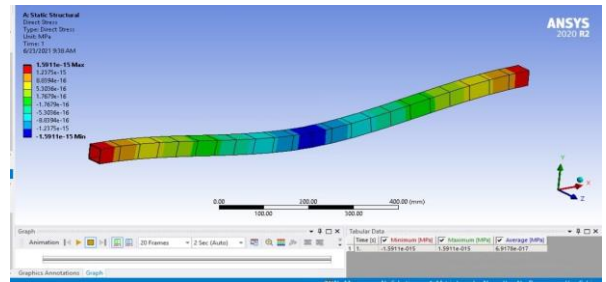 A: Static Structural
Direct Stress
Type: Direct Stress
Unit: MPa
Time: 1
6/23/2021 9:38 AM
1.5911e-15 Max
1.2375e-15
8.8394e-16
5.3036e-16
1.7679e-16
-1.7679e-16
-5.3036e-16
-8.8394e-16
-1.2375e-15
-1.5911e-15 Min
ANSYS
2020 R2
0.00 200.00 400.00 (mm)
100.00 300.00
Y
X
Z
Graph
Animation 20 Frames 2 Sec (Auto)
Graphics Annotations Graph
Tabular Data
Time [s] Minimum [MPa] Maximum [MPa] Average [MPa]
1 1. -1.5911e-015 1.5911e-015 6.9178e-017